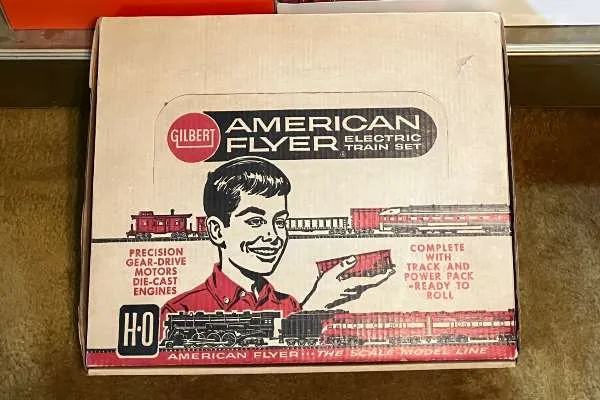 GILBERT
AMERICAN
FLYER ELECTRIC
TRAIN SET
PRECISION
GEAR-DRIVE
MOTORS
DIE-CAST
ENGINES
COMPLETE
WITH
TRACK AND
POWER PACK
-READY TO
ROLL
H·O
AMERICAN FLYER···THE SCALE MODEL LINE